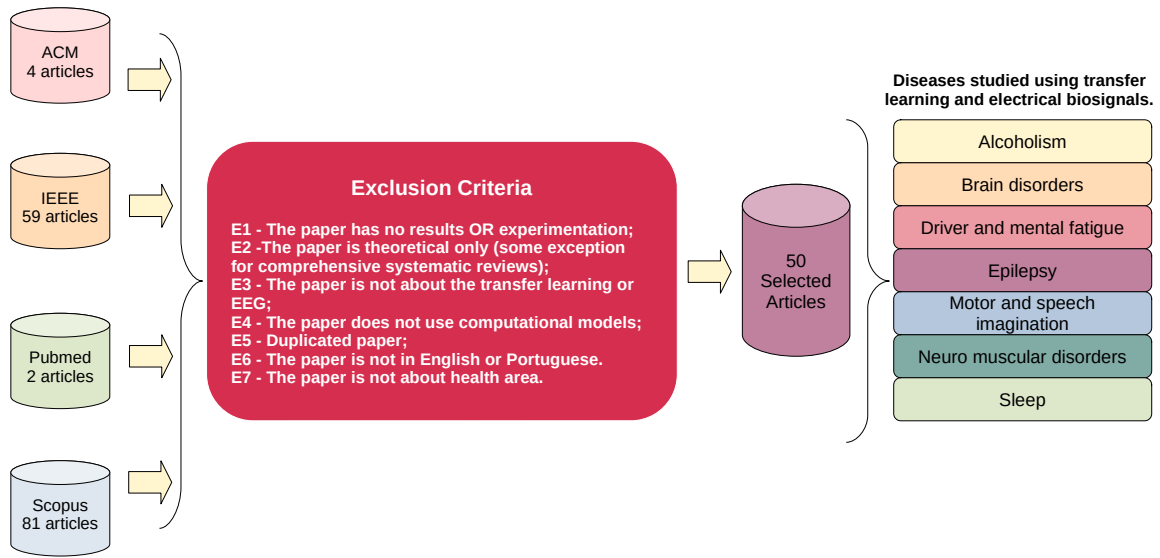 ACM
4 articles
IEEE
59 articles
Pubmed
2 articles
Scopus
81 articles
Exclusion Criteria
E1 - The paper has no results OR experimentation;
E2 -The paper is theoretical only (some exception
for comprehensive systematic reviews);
E3 - The paper is not about the transfer learning or
EEG;
E4 - The paper does not use computational models;
E5 - Duplicated paper;
E6 - The paper is not in English or Portuguese.
E7 - The paper is not about health area.
50
Selected
Articles
Diseases studied using transfer
learning and electrical biosignals.
Alcoholism
Brain disorders
Driver and mental fatigue
Epilepsy
Motor and speech
imagination
Neuro muscular disorders
Sleep